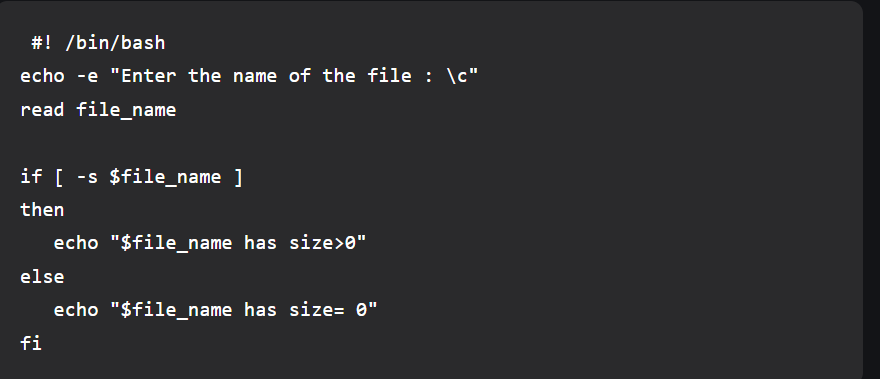 #! /bin/bash
echo -e "Enter the name of the file : \c"
read file_name
if [ -s $file_name ]
then
echo "$file_name has size>0"
else
echo "$file_name has size= 0"
fi